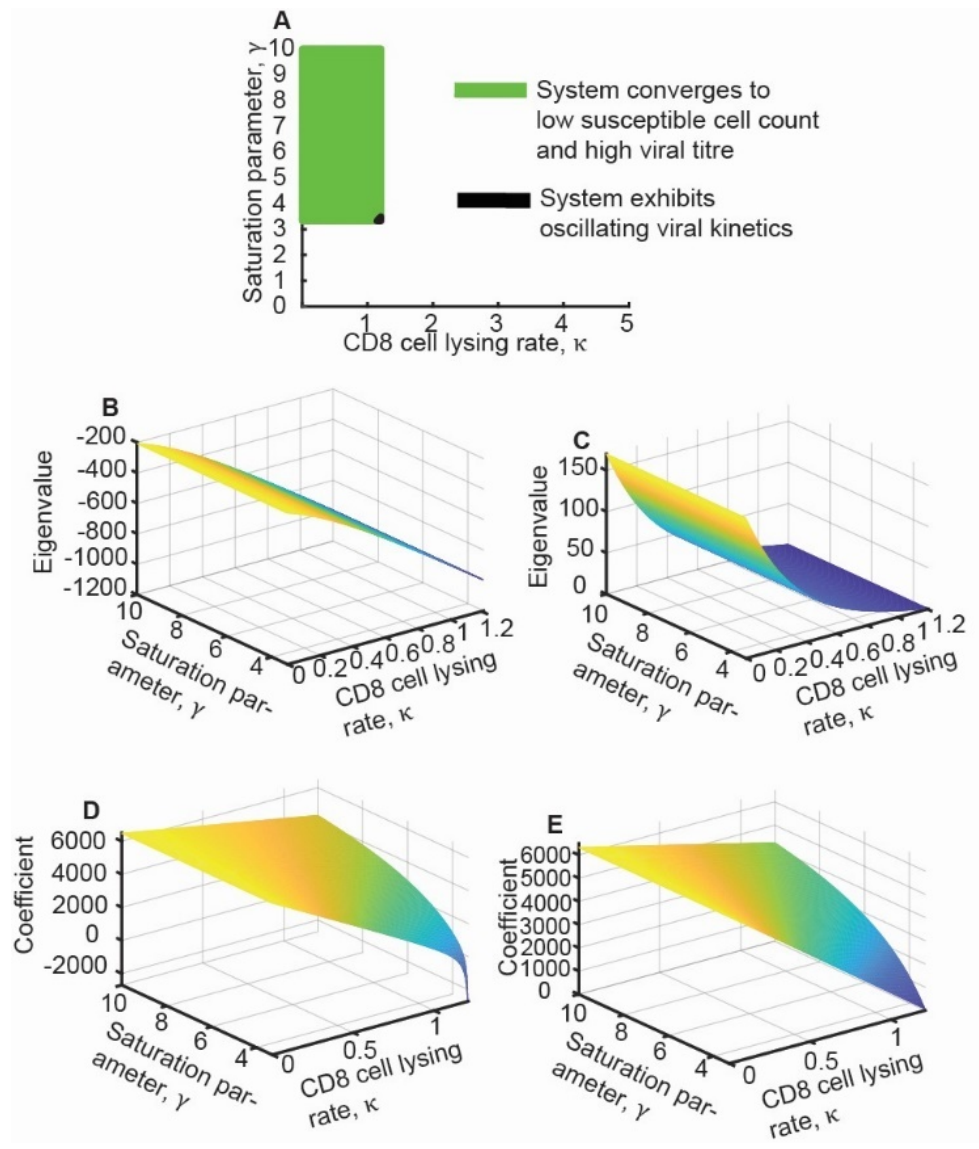 A
Saturation parameter, γ
10
9
8
7
6
5
4
3
2
1
0
1 2 3 4 5
CD8 cell lysing rate, κ
System converges to
low susceptible cell count
and high viral titre
System exhibits
oscillating viral kinetics
B
Eigenvalue
-200
-400
-600
-800
-1000
-1200
10
8
6
4
Saturation par-
ameter, γ
0 0.2 0.4 0.6 0.8 1 1.2
CD8 cell lysing
rate, κ
C
Eigenvalue
150
100
50
0
10
8
6
4
Saturation par-
ameter, γ
0 0.2 0.4 0.6 0.8 1 1.2
CD8 cell lysing
rate, κ
D
Coefficient
6000
4000
2000
0
-2000
10
8
6
4
Saturation par-
ameter, γ
0 0.5 1
CD8 cell lysing
rate, κ
E
Coefficient
6000
5000
4000
3000
2000
1000
0
10
8
6
4
Saturation par-
ameter, γ
0 0.5 1
CD8 cell lysing
rate, κ